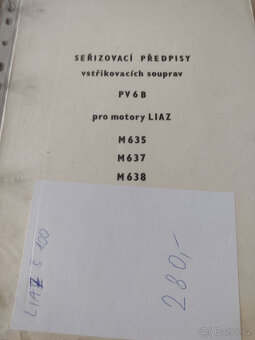 SEŘIZOVACÍ PŘEDPISY
vstřikovacích souprav
PV6B
pro motory LIAZ
M635
M637
M638
LIAZ S 100
280,-